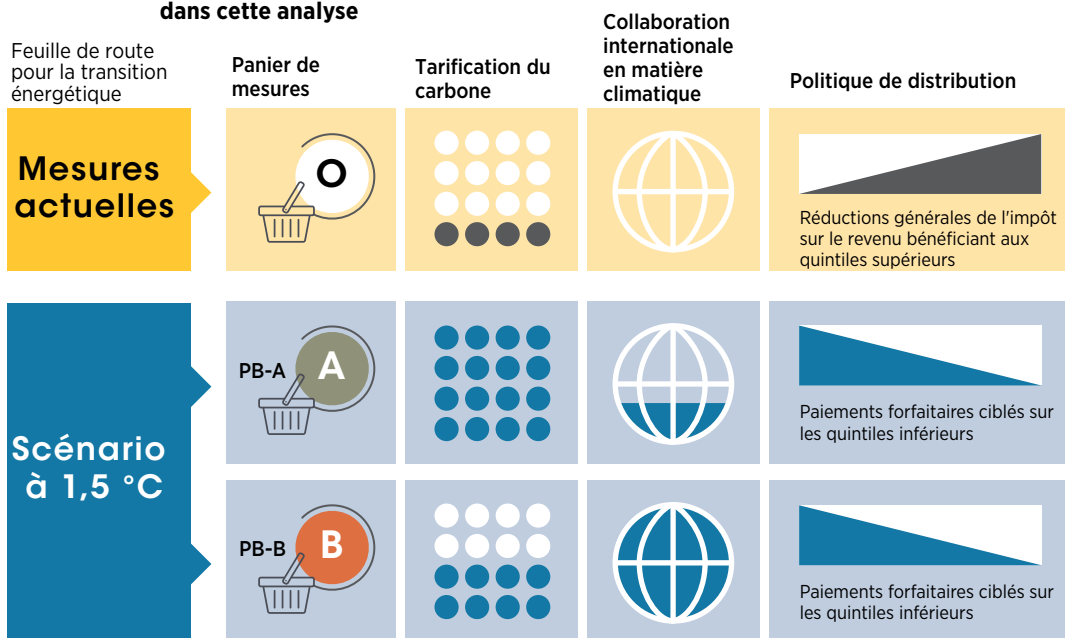 dans cette analyse
Feuille de route
pour la transition
énergétique
Panier de
mesures
Tarification du
carbone
Collaboration
internationale
en matière
climatique
Politique de distribution
Mesures
actuelles
O
Réductions générales de l'impôt
sur le revenu bénéficiant aux
quintiles supérieurs
Scénario
à 1,5 °C
PB-A
A
Paiements forfaitaires ciblés sur
les quintiles inférieurs
PB-B
B
Paiements forfaitaires ciblés sur
les quintiles inférieurs